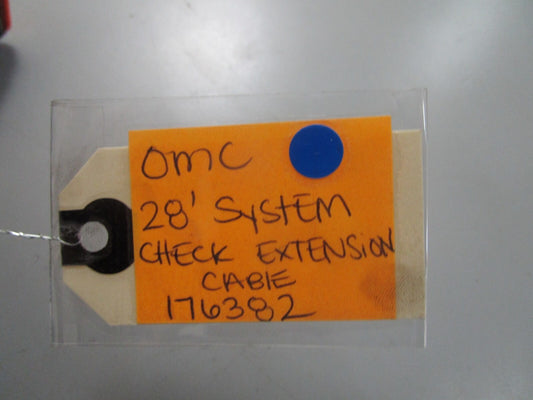 OMC
28' SYSTEM
CHECK EXTENSION
CABLE
176382